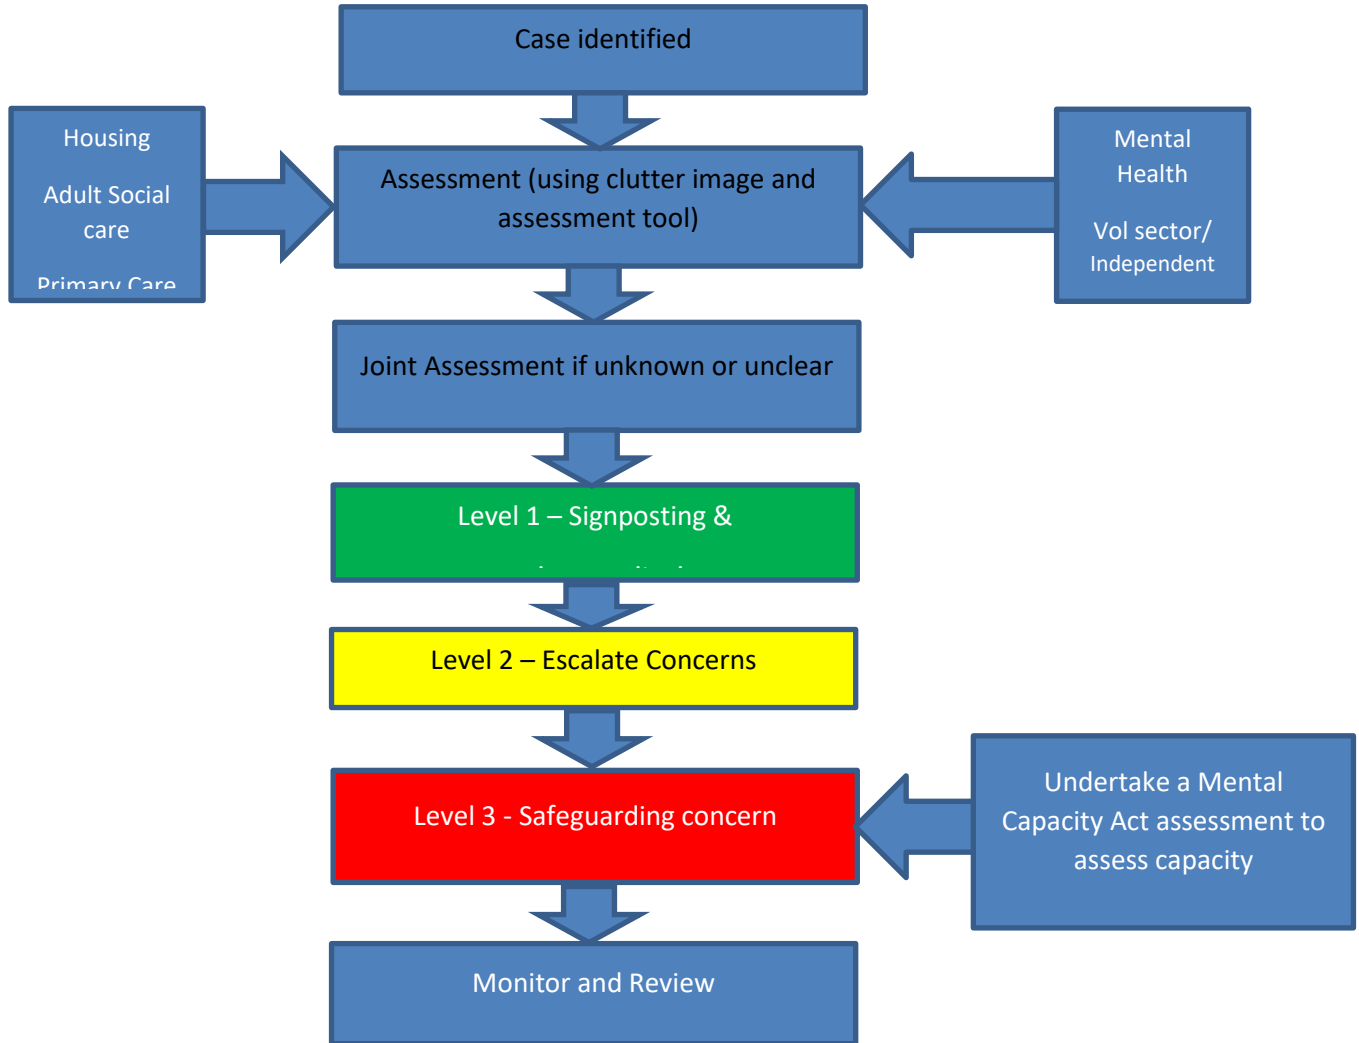 Case identified
Housing
Adult Social
care
Primary Care
Assessment (using clutter image and
assessment tool)
Mental
Health
Vol sector/
Independent
Joint Assessment if unknown or unclear
Level 1 – Signposting &
Level 2 – Escalate Concerns
Level 3 - Safeguarding concern
Undertake a Mental
Capacity Act assessment to
assess capacity
Monitor and Review